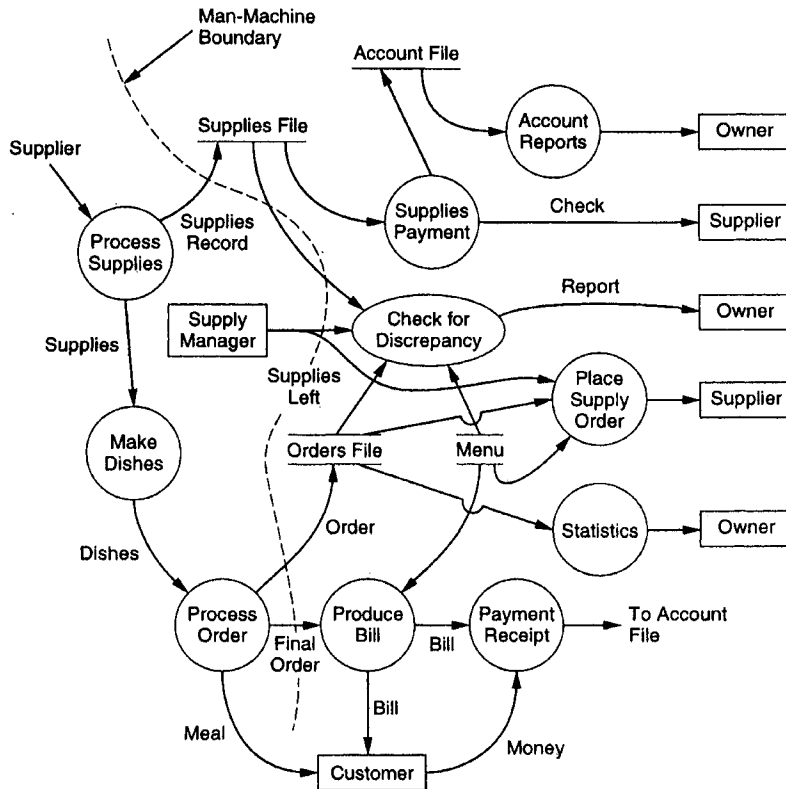 Man-Machine
Boundary
Account File
Supplies File
Account
Reports
Owner
Supplier
Supplies
Record
Supplies
Payment
Check
Supplier
Process
Supplies
Report
Supplies
Supply
Manager
Check for
Discrepancy
Owner
Supplies
Left
Place
Supply
Order
Supplier
Make
Dishes
Orders File
Menu
Order
Statistics
Owner
Dishes
Process
Order
Final
Order
Produce
Bill
Bill
Payment
Receipt
To Account
File
Meal
Bill
Money
Customer